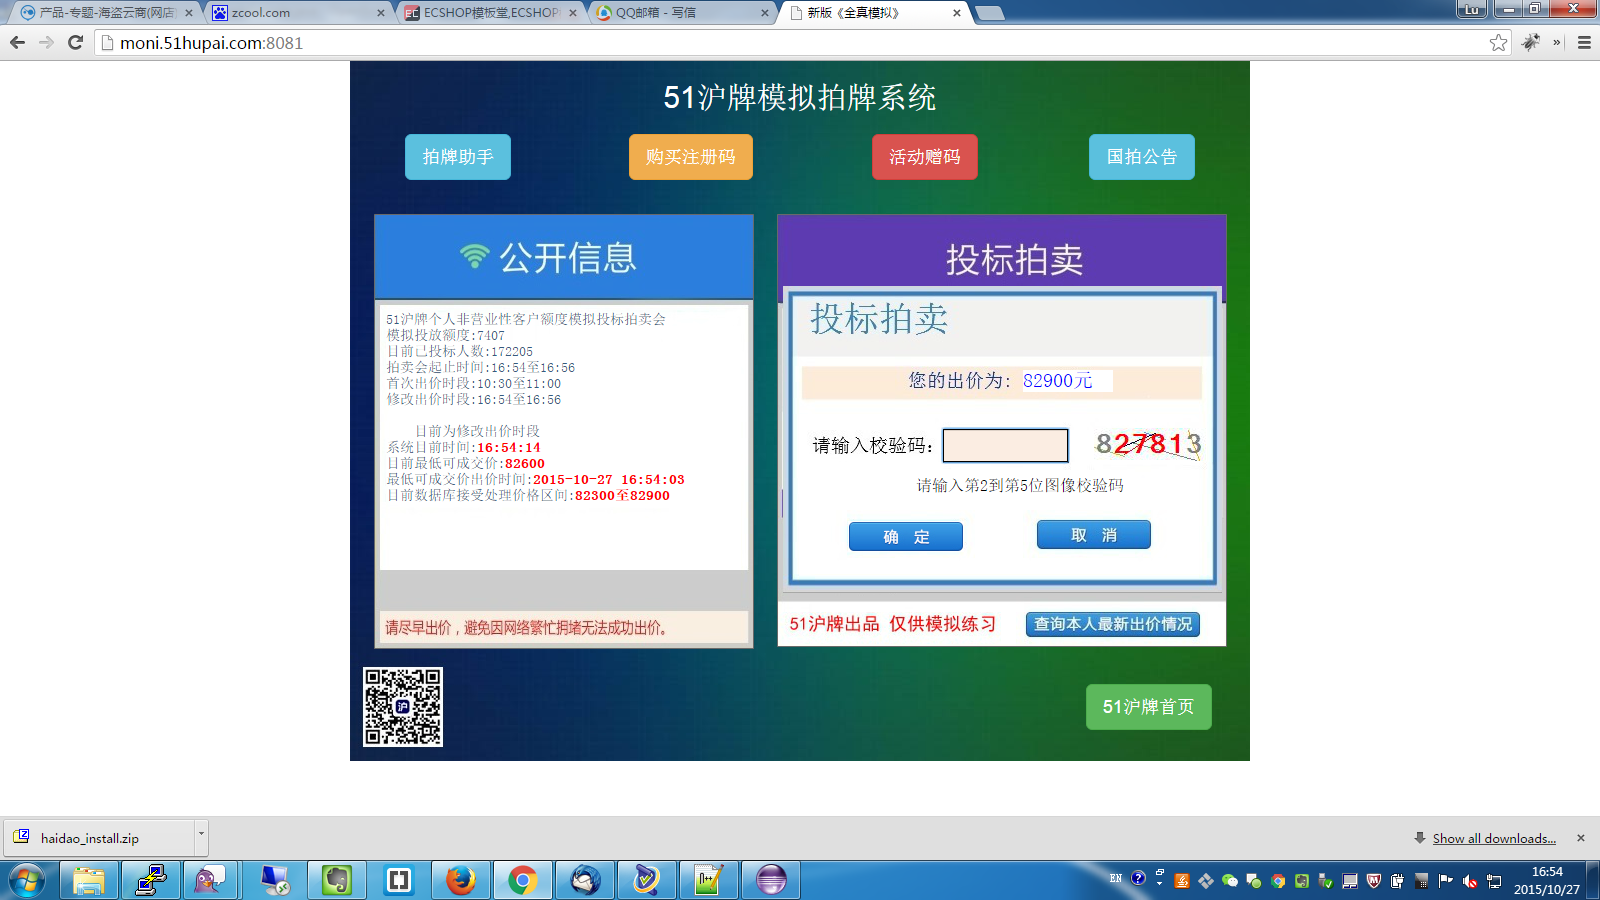 产品-专题-海盗云商(网店
zcool.com
ECSHOP模板堂,ECSHOP
QQ邮箱 - 写信
新版《全真模拟》
Lu
moni.51hupai.com:8081
51沪牌模拟拍牌系统
拍牌助手
购买注册码
活动赠码
国拍公告
公开信息
51沪牌个人非营业性客户额度模拟投标拍卖会
模拟投放额度:7407
目前已投标人数:172205
拍卖会起止时间:16:54至16:56
首次出价时段:10:30至11:00
修改出价时段:16:54至16:56
目前为修改出价时段
系统目前时间:16:54:14
目前最低可成交价:82600
最低可成交价出价时间:2015-10-27 16:54:03
目前数据库接受处理价格区间:82300至82900
请尽早出价，避免因网络繁忙拥堵无法成功出价。
投标拍卖
投标拍卖
您的出价为: 82900元
请输入校验码:
827813
请输入第2到第5位图像校验码
确 定
取 消
51沪牌出品 仅供模拟练习
查询本人最新出价情况
沪
51沪牌首页
haidao_install.zip
Show all downloads...
EN
16:54
2015/10/27